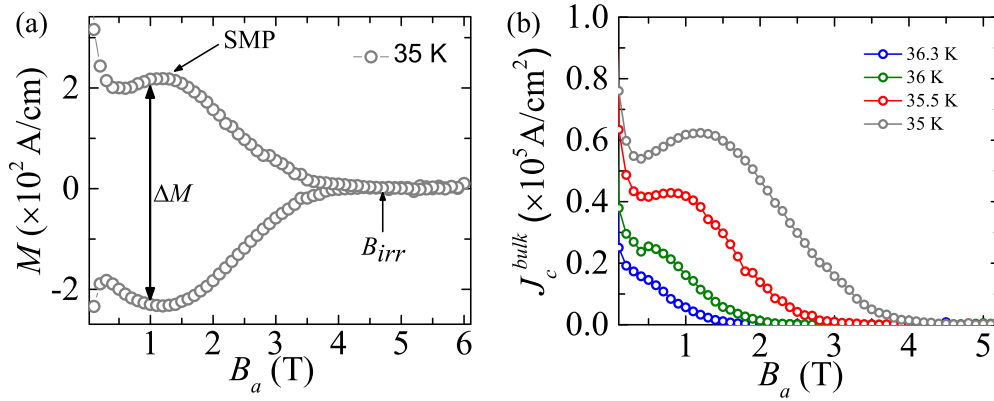 (a)
SMP
35 K
ΔM
B_irr
M (×10² A/cm)
2
0
-2
1 2 3 4 5 6
B_a (T)
(b)
36.3 K
36 K
35.5 K
35 K
J_c^bulk (×10⁵ A/cm²)
1.0
0.8
0.6
0.4
0.2
0.0
1 2 3 4 5
B_a (T)